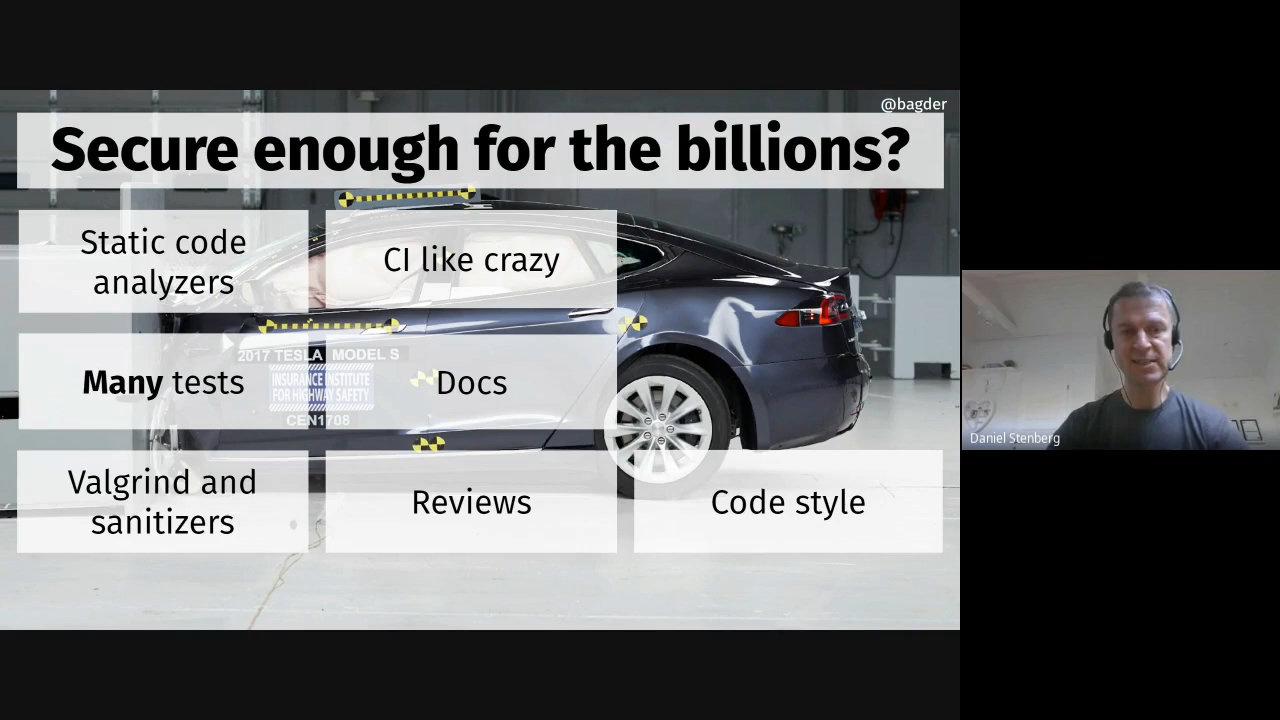 @bagder
Secure enough for the billions?
Static code
analyzers
CI like crazy
Many tests
Docs
Valgrind and
sanitizers
Reviews
Code style
2017 TESLA MODEL S
INSURANCE INSTITUTE
FOR HIGHWAY SAFETY
CEN1708
Daniel Stenberg